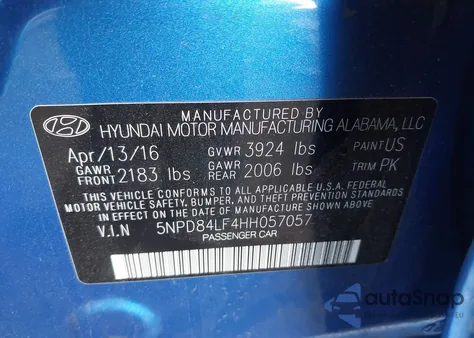 MANUFACTURED BY
HYUNDAI MOTOR MANUFACTURING ALABAMA, LLC
Apr/13/16 GVWR 3924 lbs PAINT US
GAWR FRONT 2183 lbs GAWR REAR 2006 lbs TRIM PK
THIS VEHICLE CONFORMS TO ALL APPLICABLE U.S.A. FEDERAL
MOTOR VEHICLE SAFETY, BUMPER, AND THEFT PREVENTION STANDARDS
IN EFFECT ON THE DATE OF MANUFACTURE SHOWN ABOVE.
V.I.N 5NPD84LF4HH057057
PASSENGER CAR
autoSnap